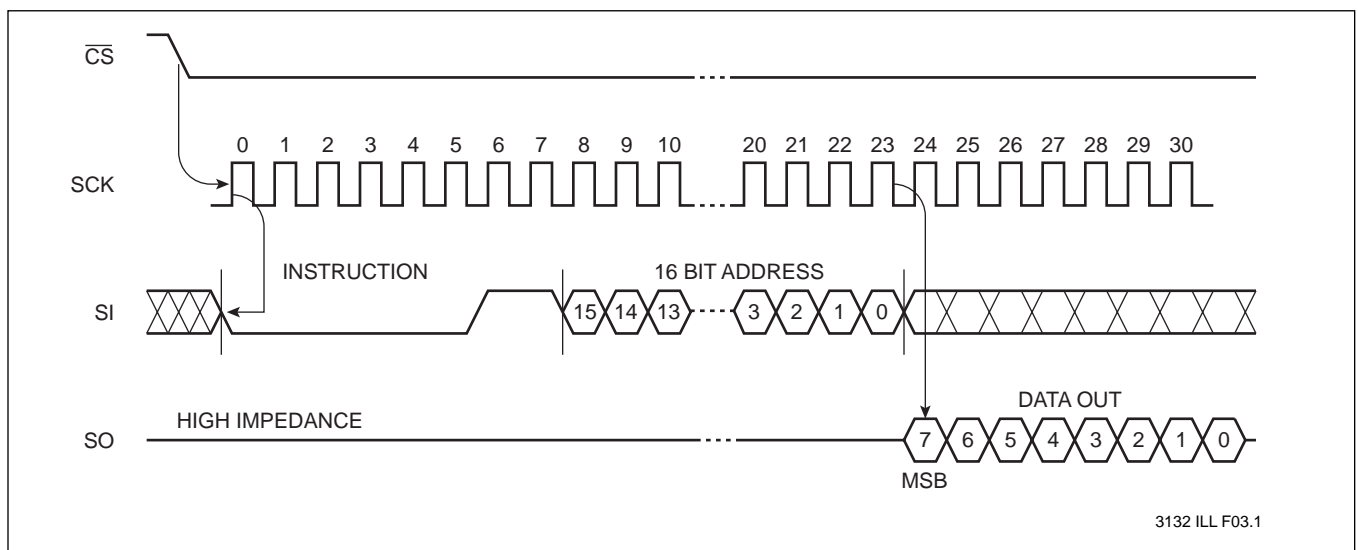 CS
0 1 2 3 4 5 6 7 8 9 10 20 21 22 23 24 25 26 27 28 29 30
SCK
INSTRUCTION 16 BIT ADDRESS
SI 15 14 13 3 2 1 0
HIGH IMPEDANCE DATA OUT
SO 7 6 5 4 3 2 1 0
MSB
3132 ILL F03.1